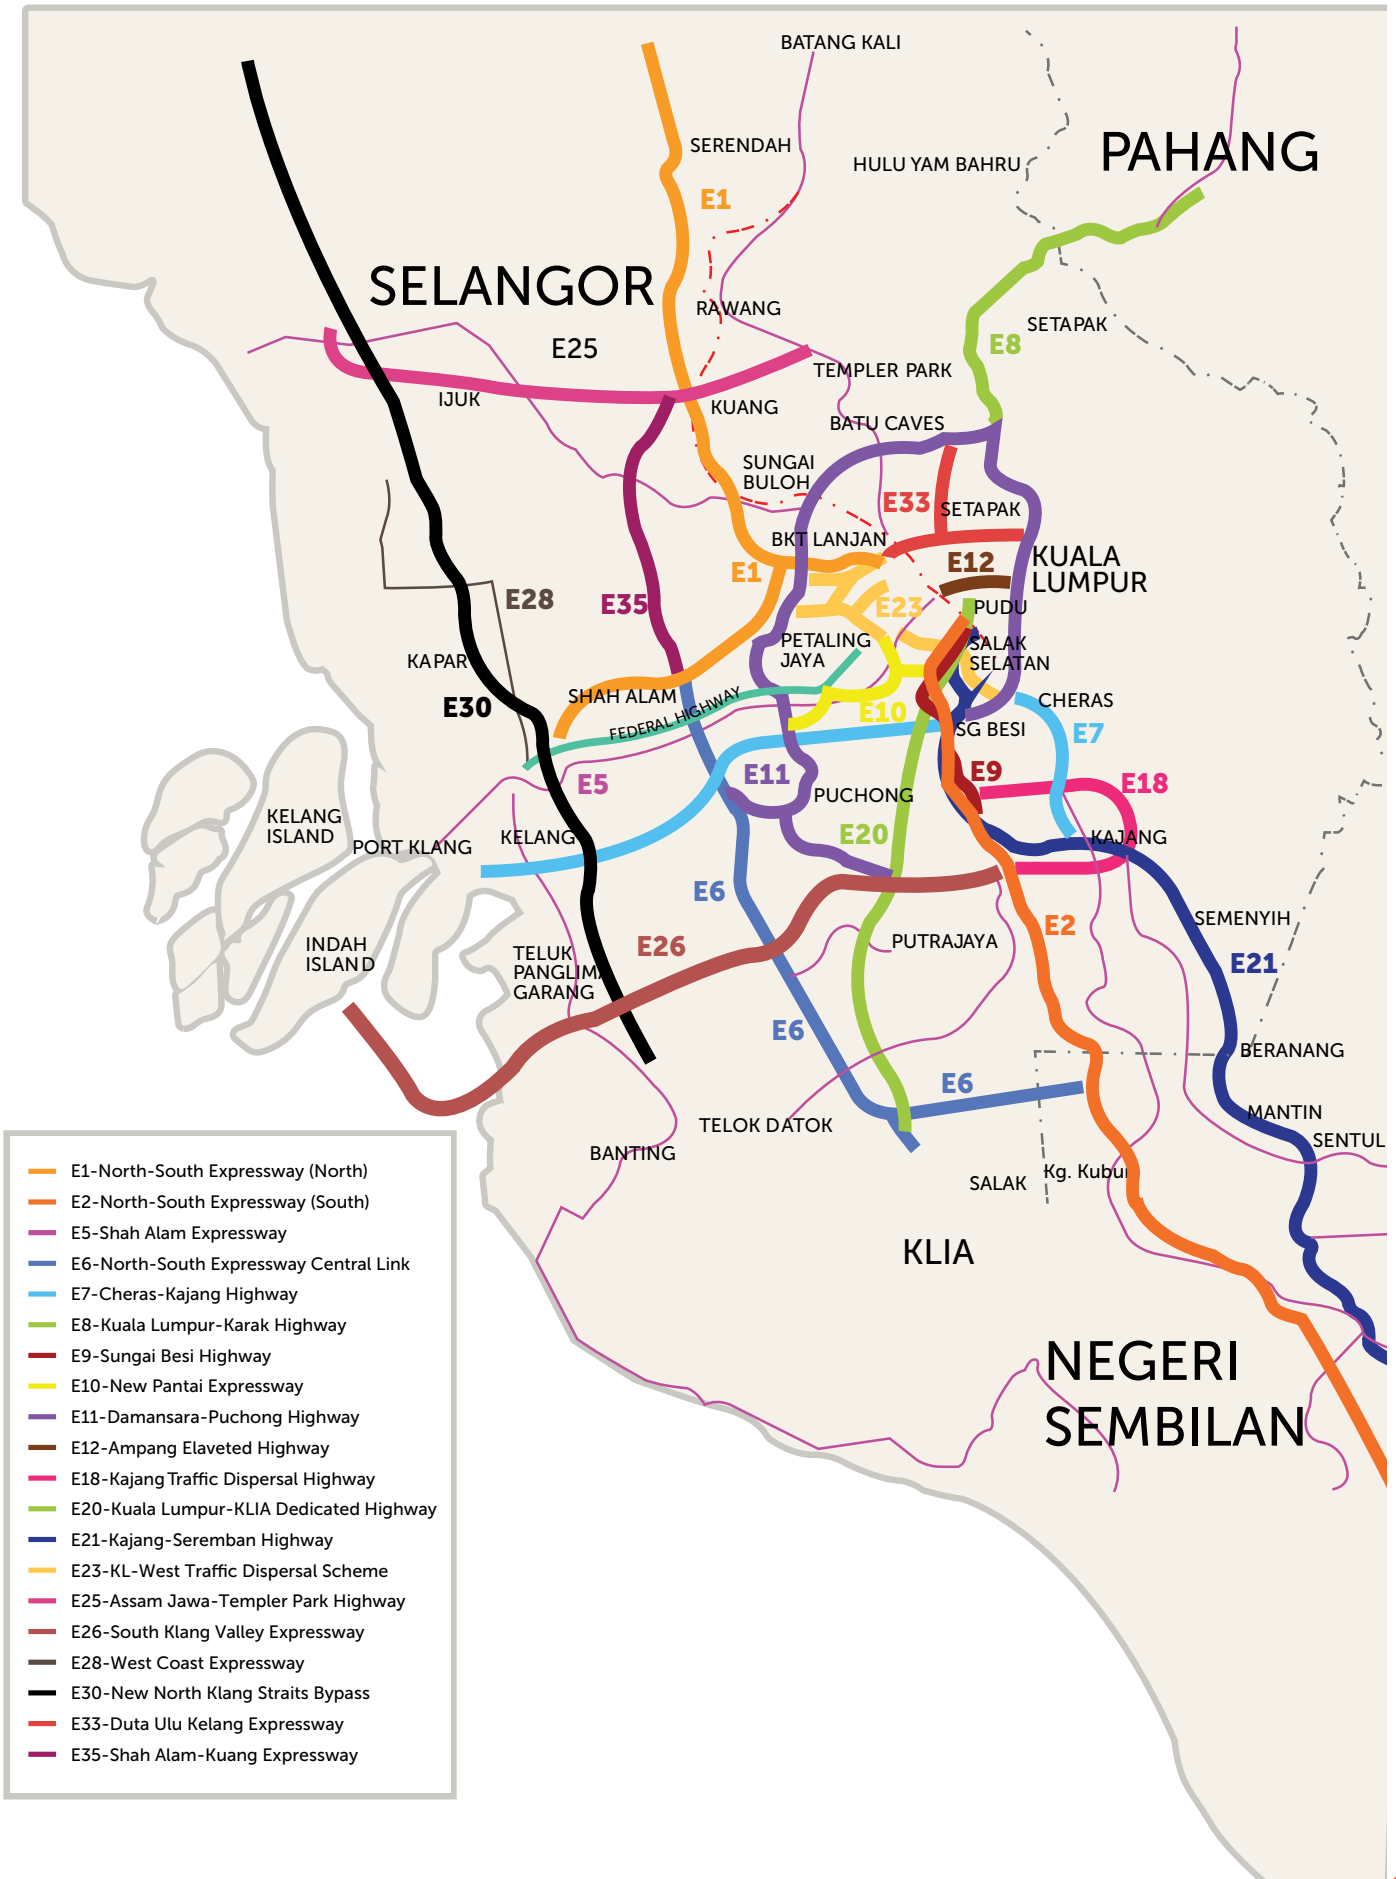 BATANG KALI
SERENDAH
HULU YAM BAHRU
PAHANG
E1
SELANGOR
RAWANG
SETAPAK
E8
E25
TEMPLER PARK
IJUK
KUANG
BATU CAVES
SUNGAI
BULOH
E33
SETAPAK
BKT LANJAN
KUALA
LUMPUR
E12
E1
E28
E35
E23
PUDU
PETALING
JAYA
SALAK
SELATAN
KAPAR
SHAH ALAM
FEDERAL HIGHWAY
E30
E10
CHERAS
SG BESI
E7
E11
E9
E5
E18
PUCHONG
KELANG
ISLAND
PORT KLANG
KELANG
E20
KAJANG
E6
E2
SEMENYIH
INDAH
ISLAND
TELUK
PANGLIMA
GARANG
E26
PUTRAJAYA
E21
E6
BERANANG
E6
TELOK DATOK
MANTIN
SENTUL
BANTING
SALAK
Kg. Kubur
KLIA
NEGERI
SEMBILAN
E1-North-South Expressway (North)
E2-North-South Expressway (South)
E5-Shah Alam Expressway
E6-North-South Expressway Central Link
E7-Cheras-Kajang Highway
E8-Kuala Lumpur-Karak Highway
E9-Sungai Besi Highway
E10-New Pantai Expressway
E11-Damansara-Puchong Highway
E12-Ampang Elaveted Highway
E18-Kajang Traffic Dispersal Highway
E20-Kuala Lumpur-KLIA Dedicated Highway
E21-Kajang-Seremban Highway
E23-KL-West Traffic Dispersal Scheme
E25-Assam Jawa-Templer Park Highway
E26-South Klang Valley Expressway
E28-West Coast Expressway
E30-New North Klang Straits Bypass
E33-Duta Ulu Kelang Expressway
E35-Shah Alam-Kuang Expressway